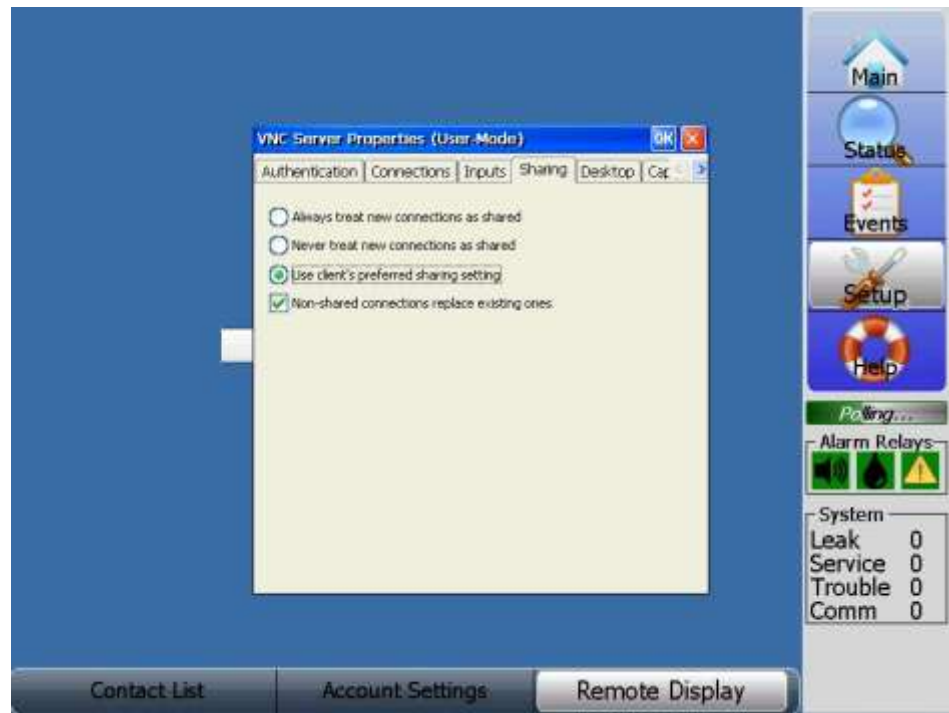 VNC Server Properties (User-Mode) OK
Authentication Connections Inputs Sharing Desktop Cap
Always treat new connections as shared
Never treat new connections as shared
Use client's preferred sharing setting
Non-shared connections replace existing ones
Main
Status
Events
Setup
Help
Polling...
Alarm Relays
System
Leak 0
Service 0
Trouble 0
Comm 0
Contact List Account Settings Remote Display